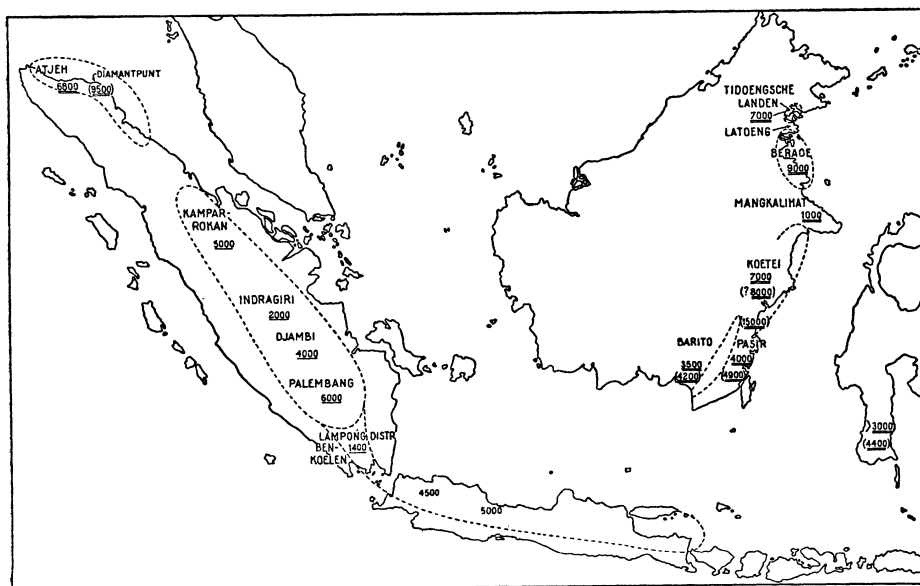 ATJEH
6800
DIAMANTPUNT
(9500)
KAMPAR-
ROKAN
5000
INDRAGIRI
2000
DJAMBI
4000
PALEMBANG
6000
LAMPONG DISTR
1400
BEN-
KOELEN
4500
5000
TIDOENGSCHE
LANDEN
7000
LATOENG
BERAOE
9000
MANGKALIHAT
1000
KOETEI
7000
(?8000)
(15000)
BARITO
3500
(4200)
PASIR
4000
(4900)
>3000
(4400)